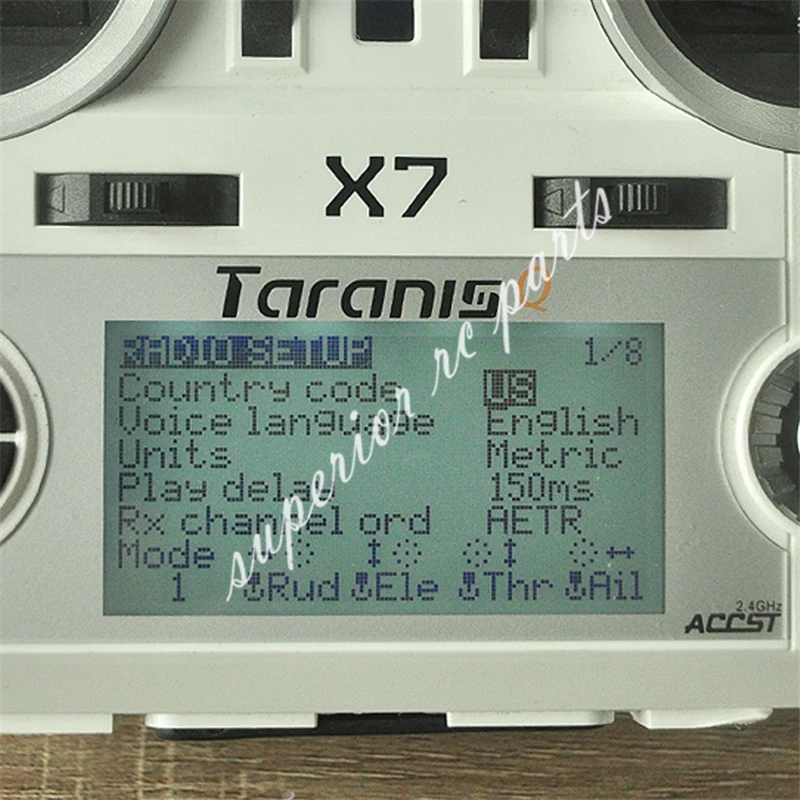 X7
Taranis Q
RADIO SETUP 1/8
Country code US
Voice language English
Units Metric
Play delay 150ms
Rx channel ord AETR
Mode
1 Rud Ele Thr Ail
2.4GHz
ACCST
superior rc parts